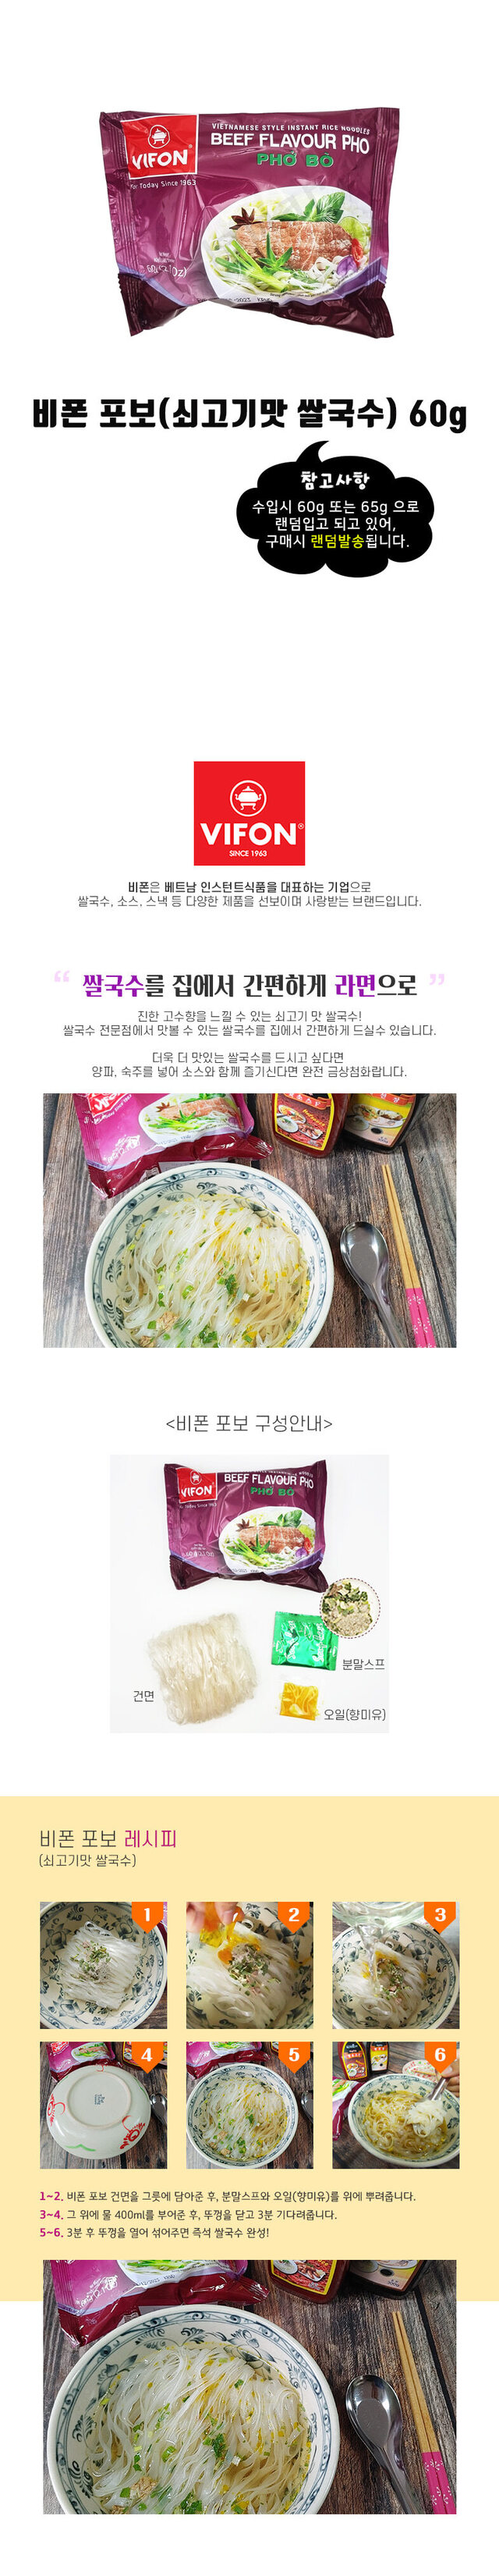 VIFON
For Today Since 1963
VIETNAMESE STYLE INSTANT RICE NOODLES
BEEF FLAVOUR PHO
PHỞ BÒ
비폰 포보(쇠고기맛 쌀국수) 60g
참고사항
수입시 60g 또는 65g 으로
랜덤입고 되고 있어,
구매시 랜덤발송됩니다.
VIFON®
SINCE 1963
비폰은 베트남 인스턴트식품을 대표하는 기업으로
쌀국수, 소스, 스낵 등 다양한 제품을 선보이며 사랑받는 브랜드입니다.
“ 쌀국수를 집에서 간편하게 라면으로 ”
진한 고수향을 느낄 수 있는 쇠고기 맛 쌀국수!
쌀국수 전문점에서 맛볼 수 있는 쌀국수를 집에서 간편하게 드실수 있습니다.
더욱 더 맛있는 쌀국수를 드시고 싶다면
양파, 숙주를 넣어 소스와 함께 즐기신다면 완전 금상첨화랍니다.
<비폰 포보 구성안내>
VIFON
BEEF FLAVOUR PHO
PHỞ BÒ
분말스프
건면
오일(향미유)
비폰 포보 레시피
(쇠고기맛 쌀국수)
1
2
3
4
5
6
1~2. 비폰 포보 건면을 그릇에 담아준 후, 분말스프와 오일(향미유)를 위에 뿌려줍니다.
3~4. 그 위에 물 400ml를 부어준 후, 뚜껑을 닫고 3분 기다려줍니다.
5~6. 3분 후 뚜껑을 열어 섞어주면 즉석 쌀국수 완성!